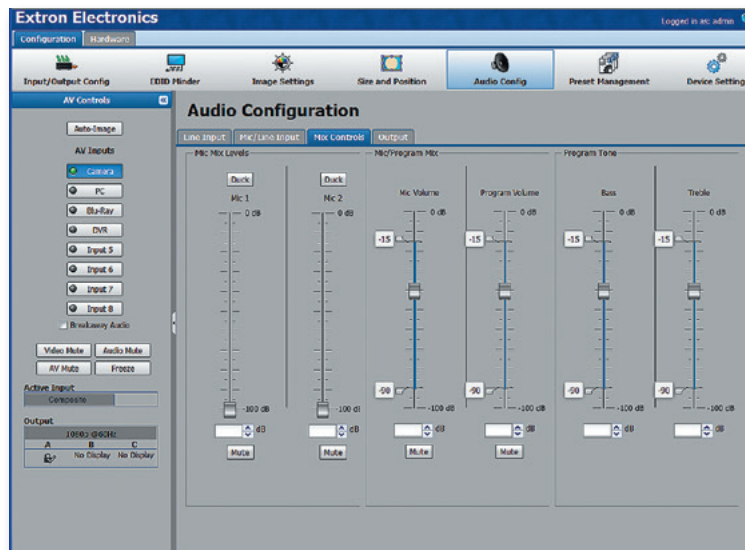 Extron Electronics
Logged in as: admin
Configuration Hardware
Input/Output Config EDID Minder Image Settings Size and Position Audio Config Preset Management Device Setting
AV Controls
Auto-Image
AV Inputs
Camera
PC
Blu-Ray
DVR
Input 5
Input 6
Input 7
Input 8
Breakaway Audio
Video Mute Audio Mute
AV Mute Freeze
Active Input
Composite
Output
1080p @60Hz
A B C
No Display No Display
Audio Configuration
Line Input Mic/Line Input Mix Controls Output
Mic Mix Levels Mic/Program Mix Program Tone
Duck Duck
Mic 1 Mic 2 Mic Volume Program Volume Bass Treble
0 dB 0 dB 0 dB 0 dB 0 dB 0 dB
-15 -15 -15 -15
-90 -90 -90 -90
-100 dB -100 dB -100 dB -100 dB -100 dB -100 dB
dB dB dB dB dB dB
Mute Mute Mute Mute